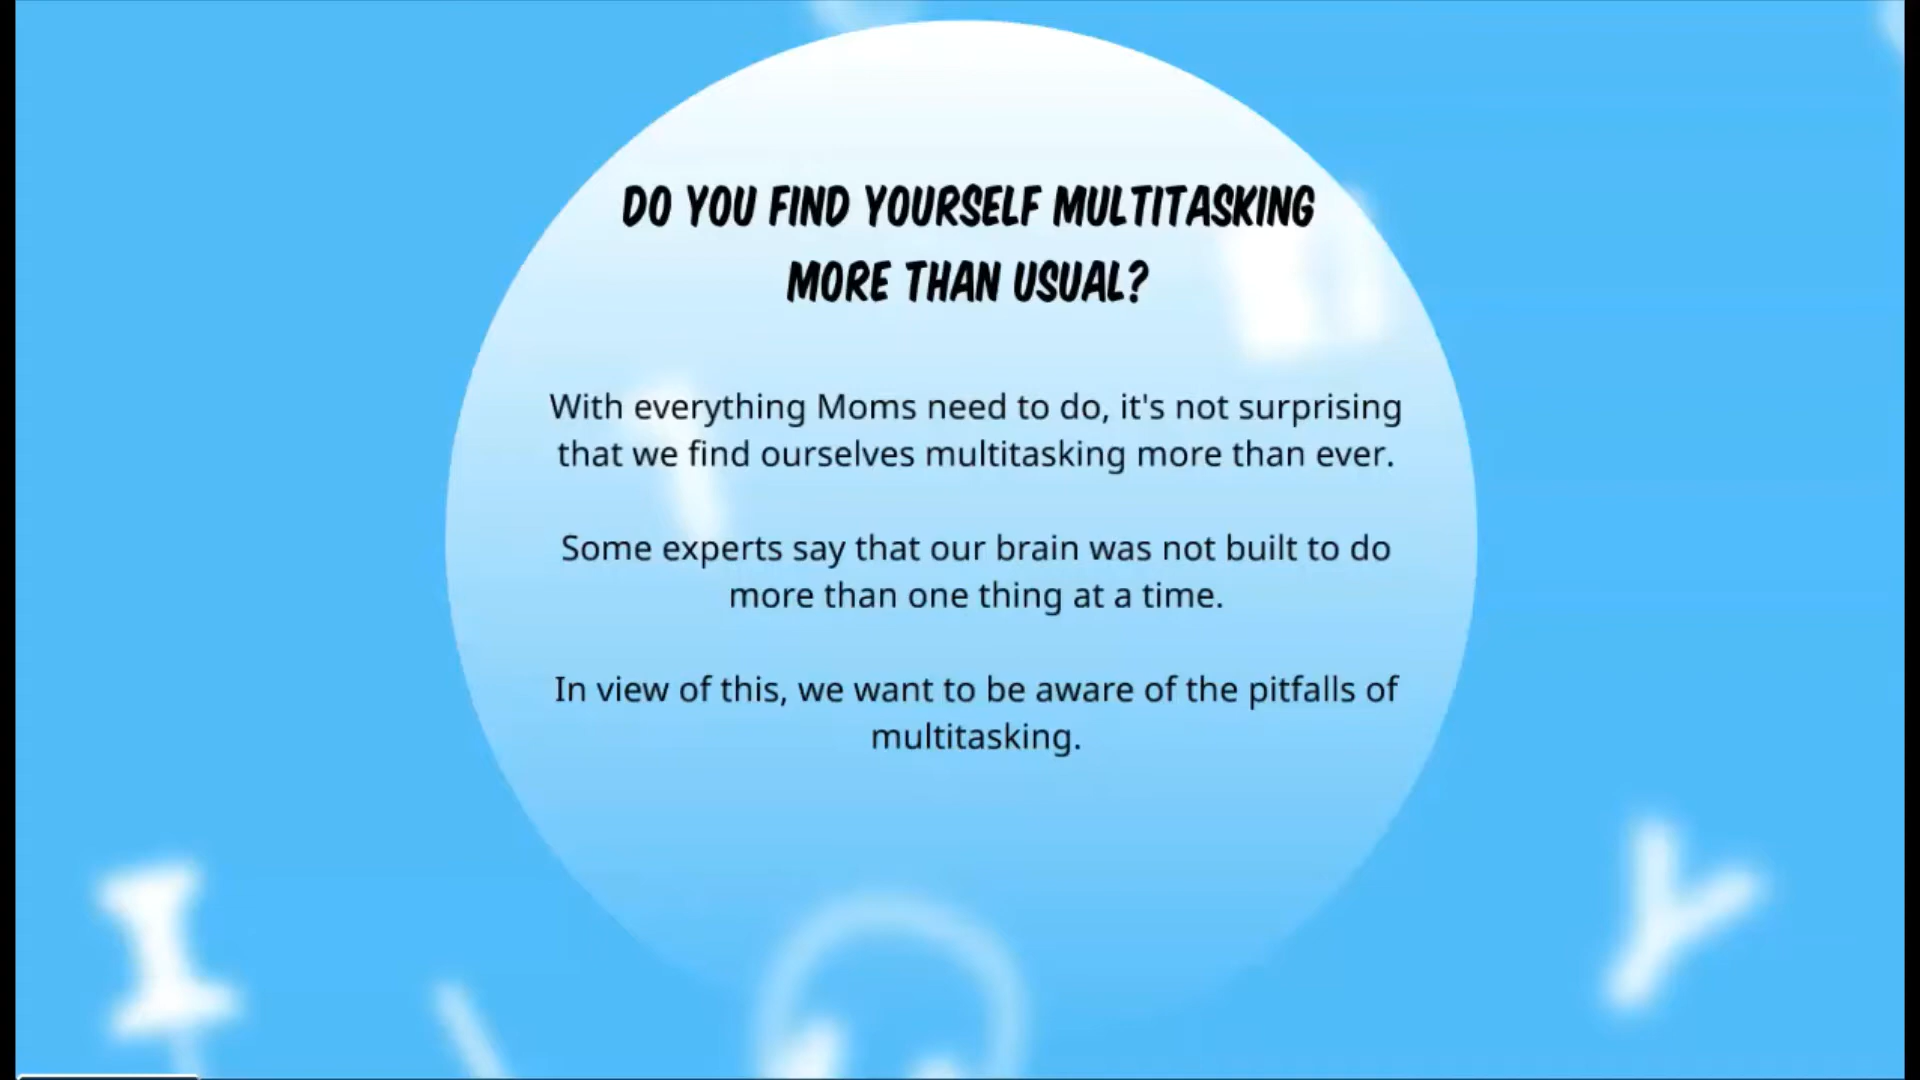 DO YOU FIND YOURSELF MULTITASKING
MORE THAN USUAL?
With everything Moms need to do, it's not surprising
that we find ourselves multitasking more than ever.
Some experts say that our brain was not built to do
more than one thing at a time.
In view of this, we want to be aware of the pitfalls of
multitasking.
I
Y